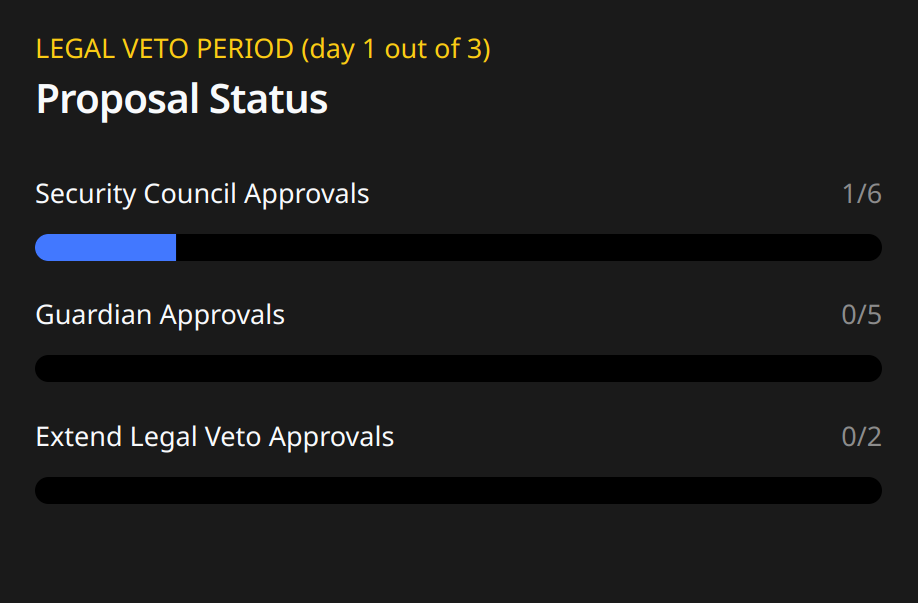 LEGAL VETO PERIOD (day 1 out of 3)
Proposal Status
Security Council Approvals 1/6
Guardian Approvals 0/5
Extend Legal Veto Approvals 0/2